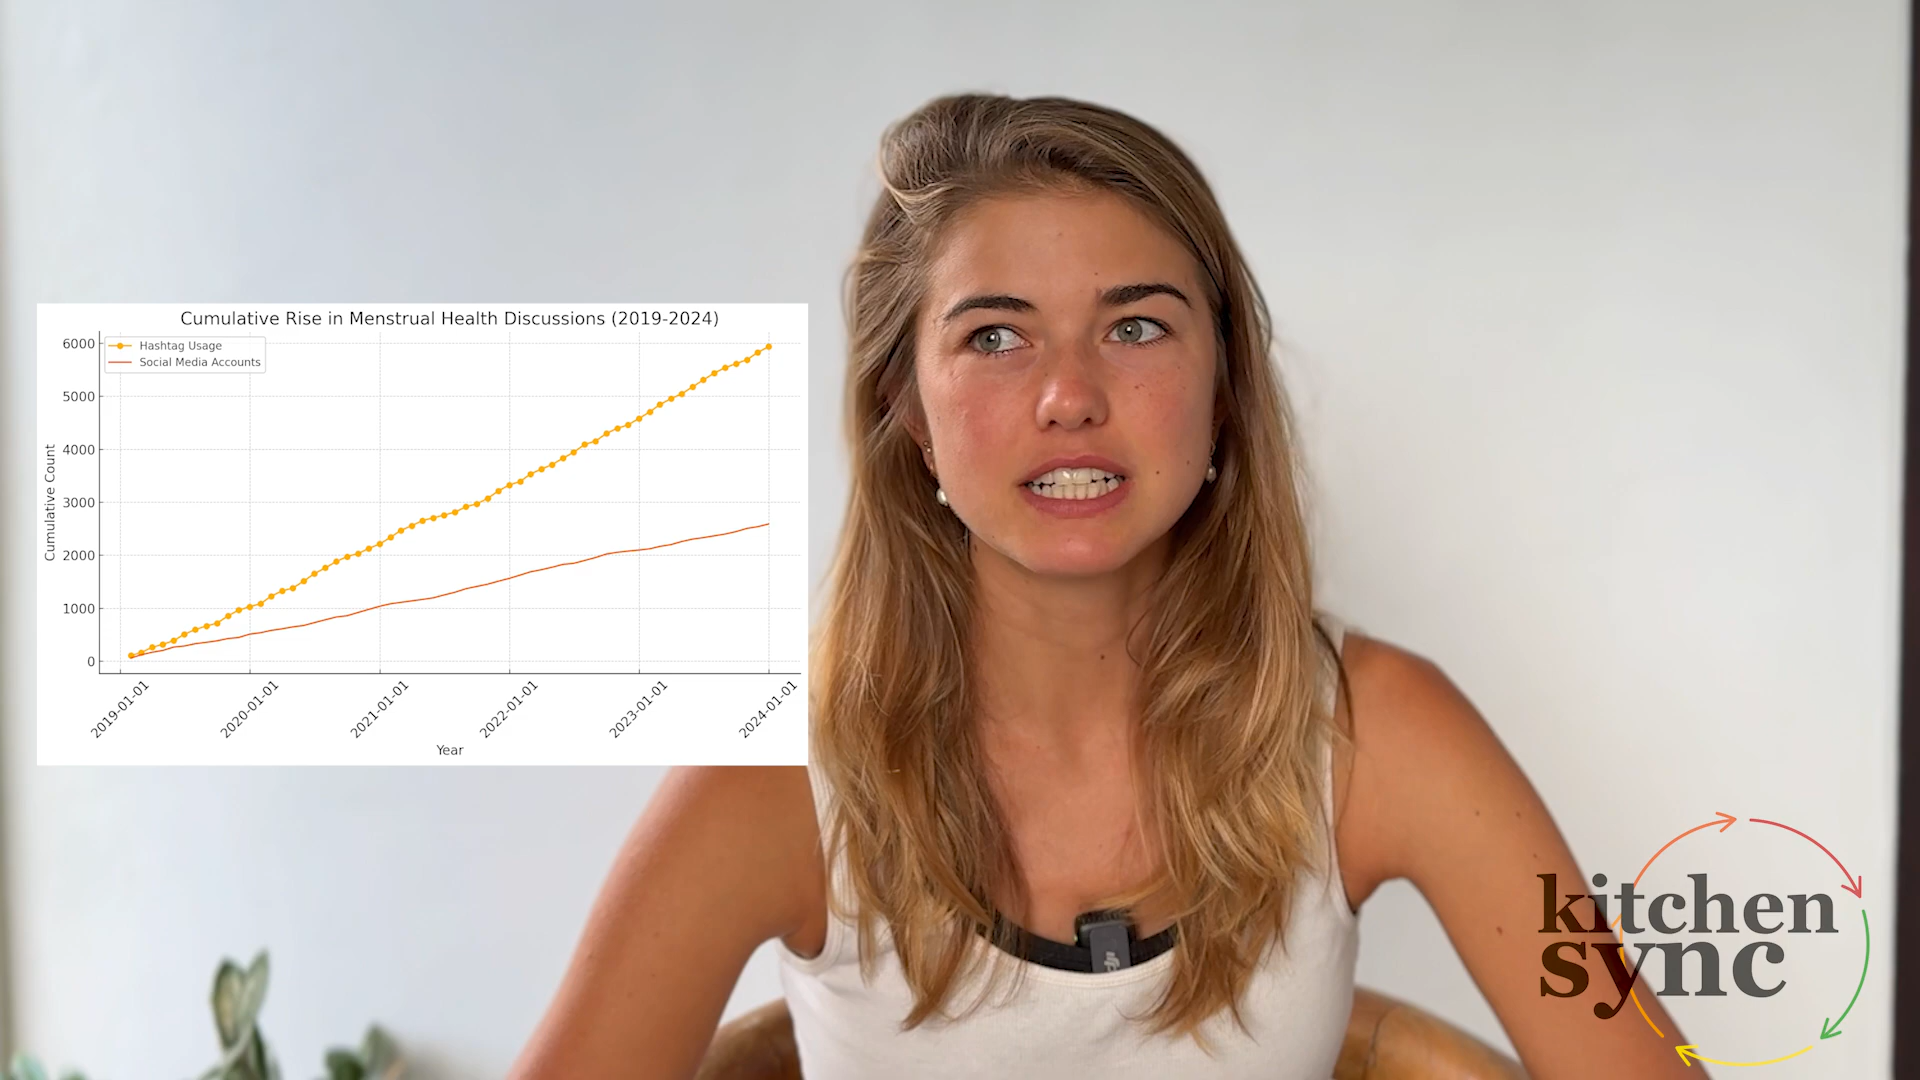 Cumulative Rise in Menstrual Health Discussions (2019-2024)
Hashtag Usage
Social Media Accounts
6000
5000
4000
3000
2000
1000
0
Cumulative Count
2019-01-01
2020-01-01
2021-01-01
2022-01-01
2023-01-01
2024-01-01
Year
kitchen
sync